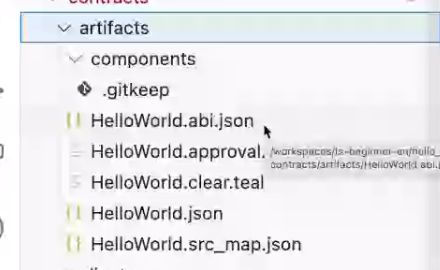 contracts
artifacts
components
.gitkeep
HelloWorld.abi.json
HelloWorld.approval.
/workspaces/ts-beginner-en/hello_
contracts/artifacts/HelloWorld.abi.j
HelloWorld.clear.teal
HelloWorld.json
HelloWorld.src_map.json